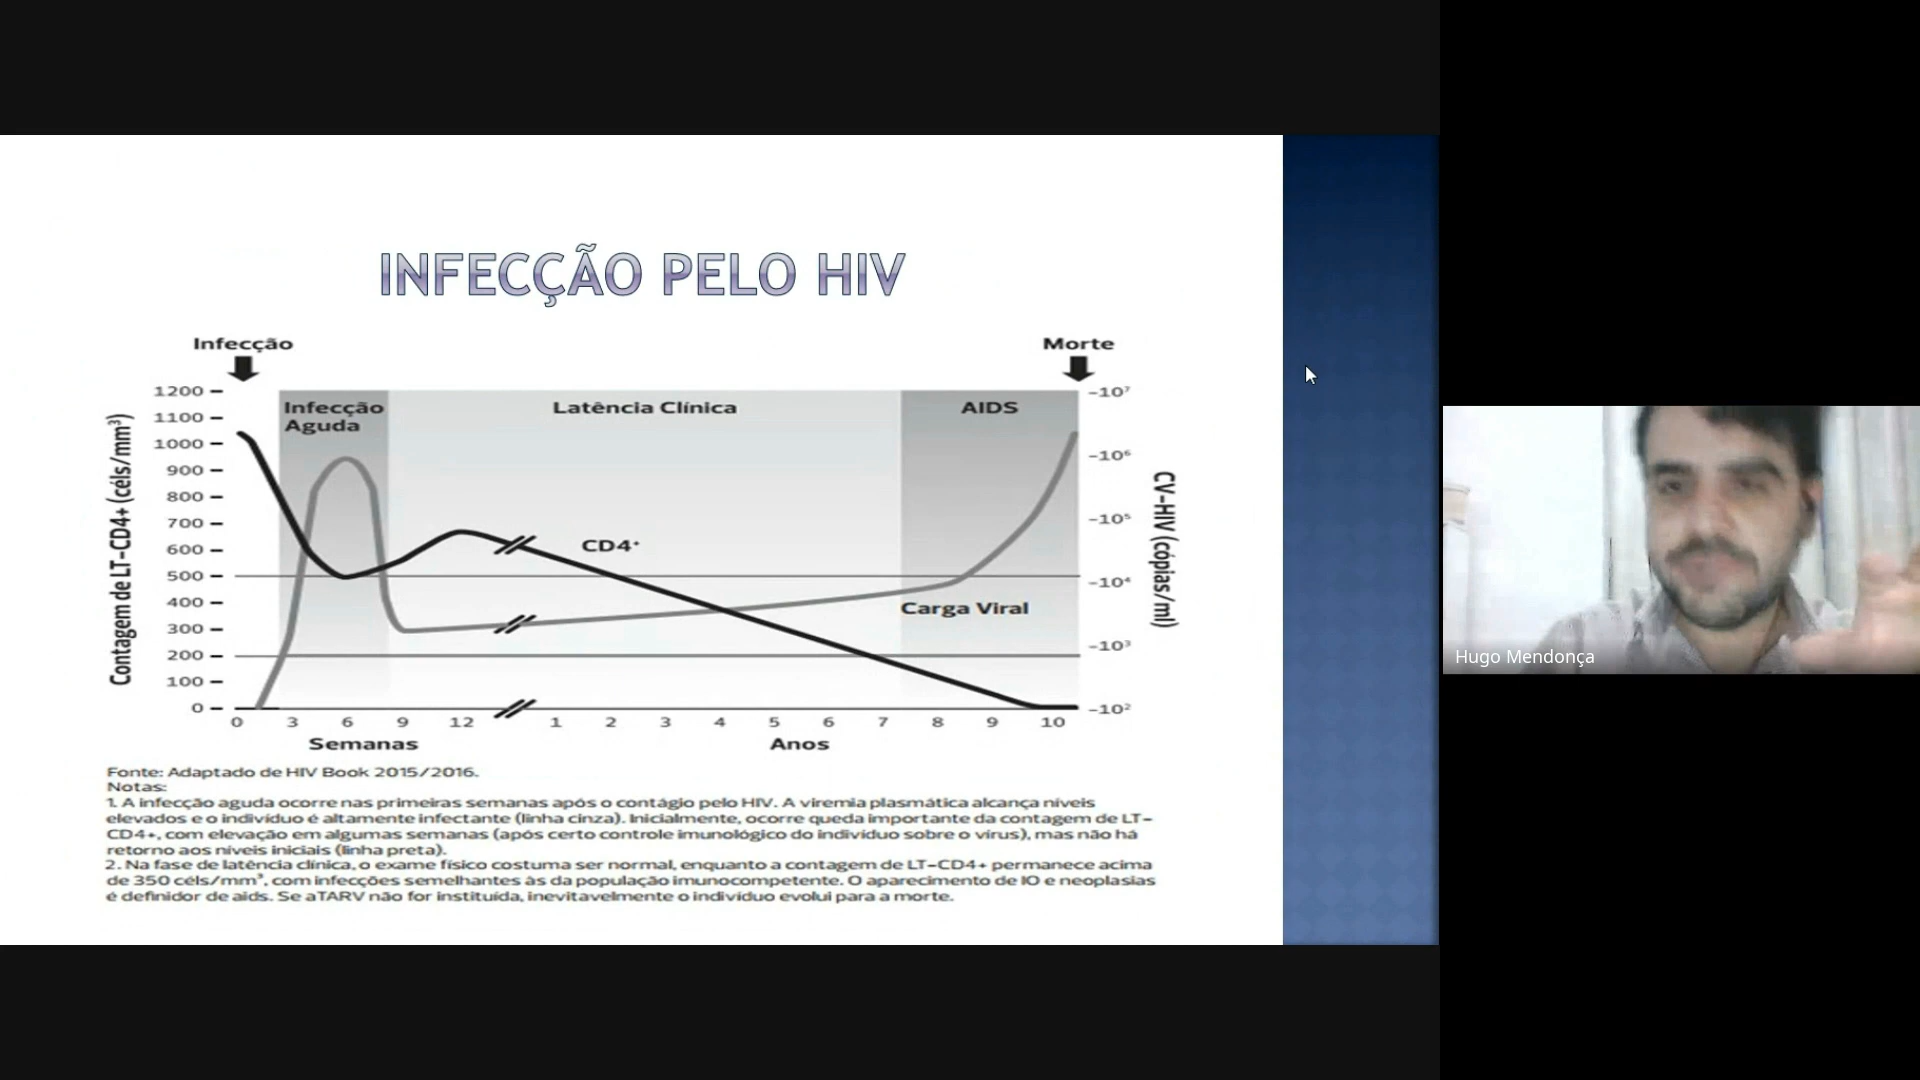 INFECÇÃO PELO HIV
Infecção
Morte
Contagem de LT-CD4+ (céls/mm³)
1200
1100
1000
900
800
700
600
500
400
300
200
100
0
Infecção
Aguda
Latência Clínica
AIDS
CD4⁺
Carga Viral
-10⁷
-10⁶
-10⁵
-10⁴
-10³
-10²
CV-HIV (cópias/ml)
0 3 6 9 12 1 2 3 4 5 6 7 8 9 10
Semanas Anos
Fonte: Adaptado de HIV Book 2015/2016.
Notas:
1. A infecção aguda ocorre nas primeiras semanas após o contágio pelo HIV. A viremia plasmática alcança níveis
elevados e o indivíduo é altamente infectante (linha cinza). Inicialmente, ocorre queda importante da contagem de LT-
CD4+, com elevação em algumas semanas (após certo controle imunológico do indivíduo sobre o vírus), mas não há
retorno aos níveis iniciais (linha preta).
2. Na fase de latência clínica, o exame físico costuma ser normal, enquanto a contagem de LT-CD4+ permanece acima
de 350 céls/mm³, com infecções semelhantes às da população imunocompetente. O aparecimento de IO e neoplasias
é definidor de aids. Se a TARV não for instituída, inevitavelmente o indivíduo evolui para a morte.
Hugo Mendonça